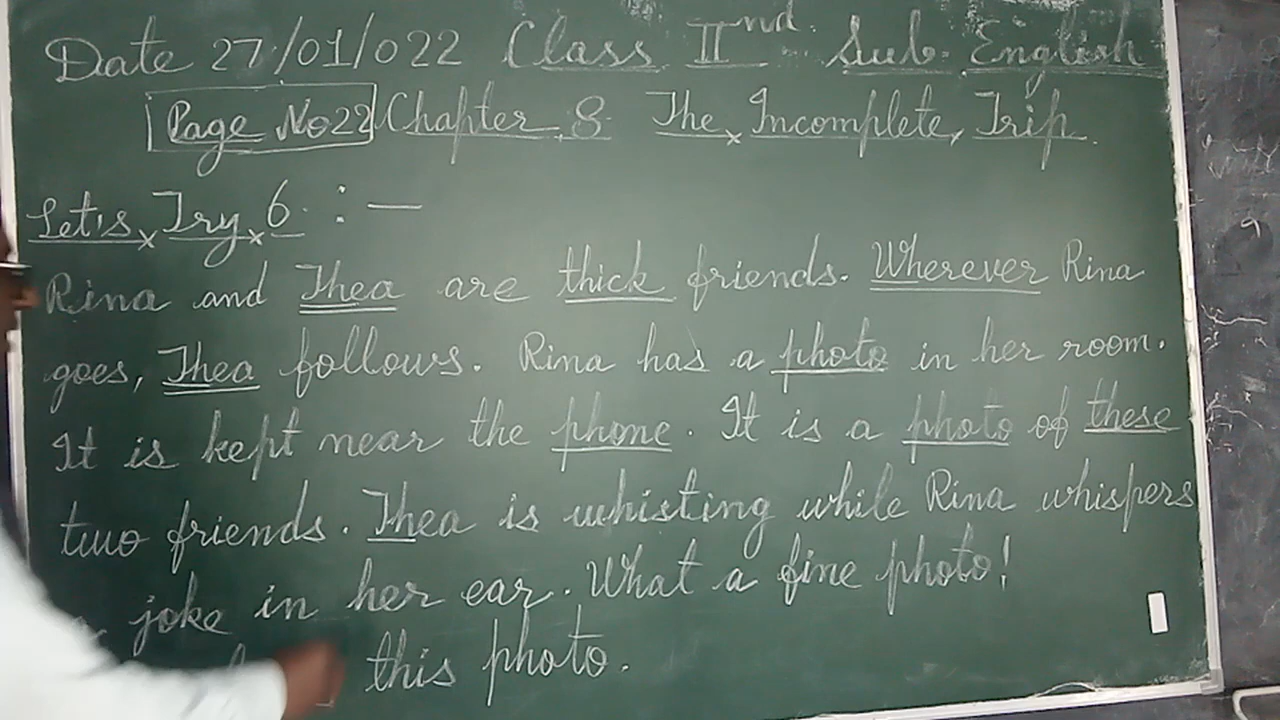 Date 27/01/022 Class IInd. Sub. English
Page No22 Chapter 8 The Incomplete Trip.
Let's Try 6. : —
Rina and Thea are thick friends. Wherever Rina
goes, Thea follows. Rina has a photo in her room.
It is kept near the phone. It is a photo of these
two friends. Thea is whisting while Rina whispers
joke in her ear. What a fine photo!
this photo.